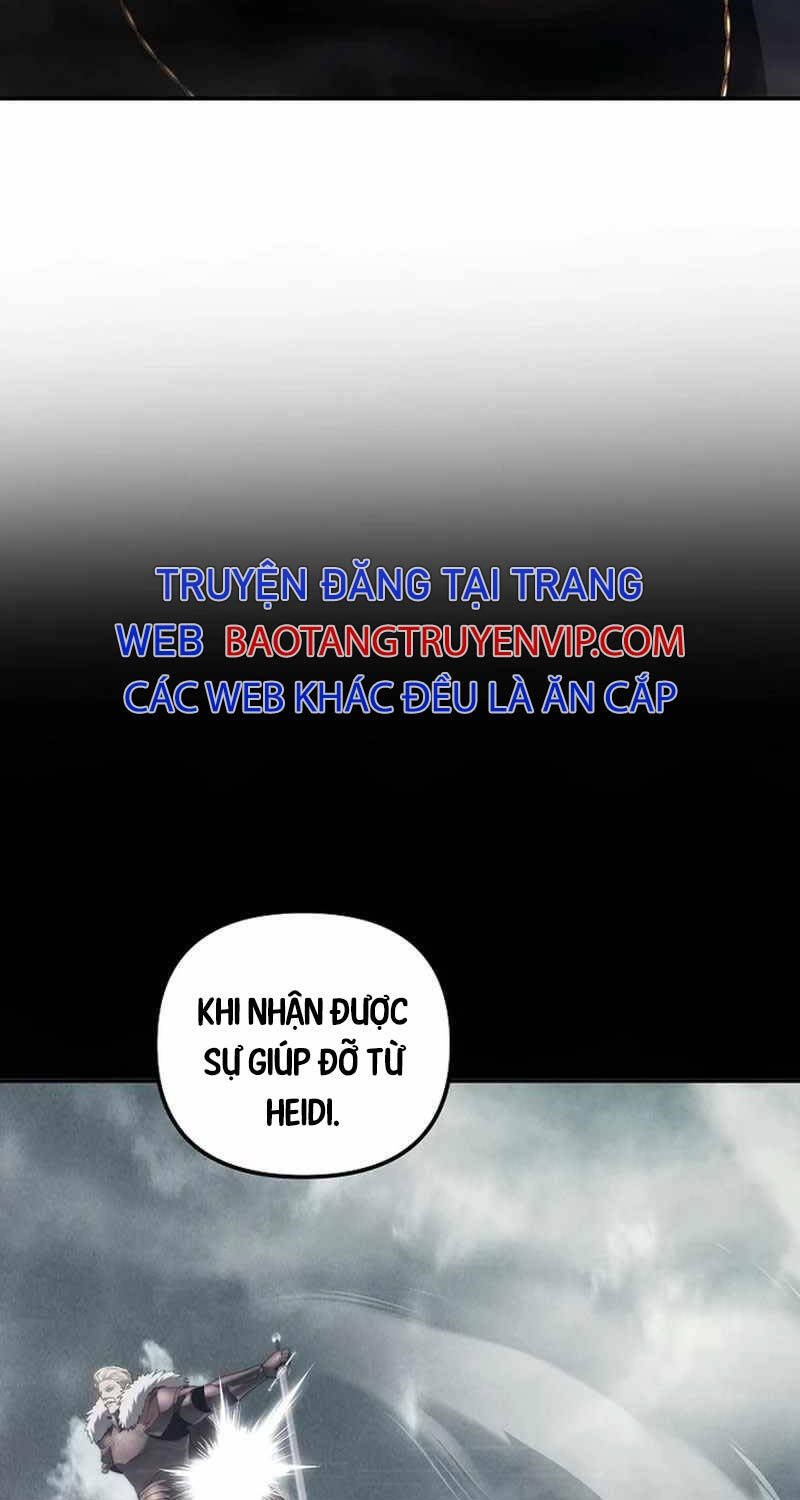 TRUYỆN ĐĂNG TẠI TRANG
WEB BAOTANGTRUYENVIP.COM
CÁC WEB KHÁC ĐỀU LÀ ĂN CẮP
KHI NHẬN ĐƯỢC
SỰ GIÚP ĐỠ TỪ
HEIDI.